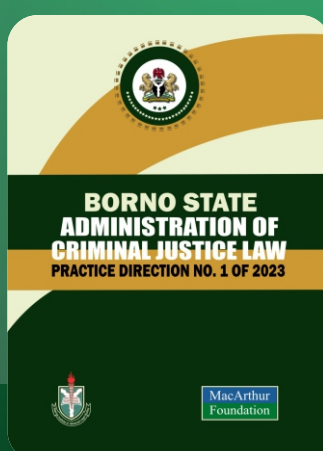 BORNO STATE
ADMINISTRATION OF
CRIMINAL JUSTICE LAW
PRACTICE DIRECTION NO. 1 OF 2023
MacArthur
Foundation